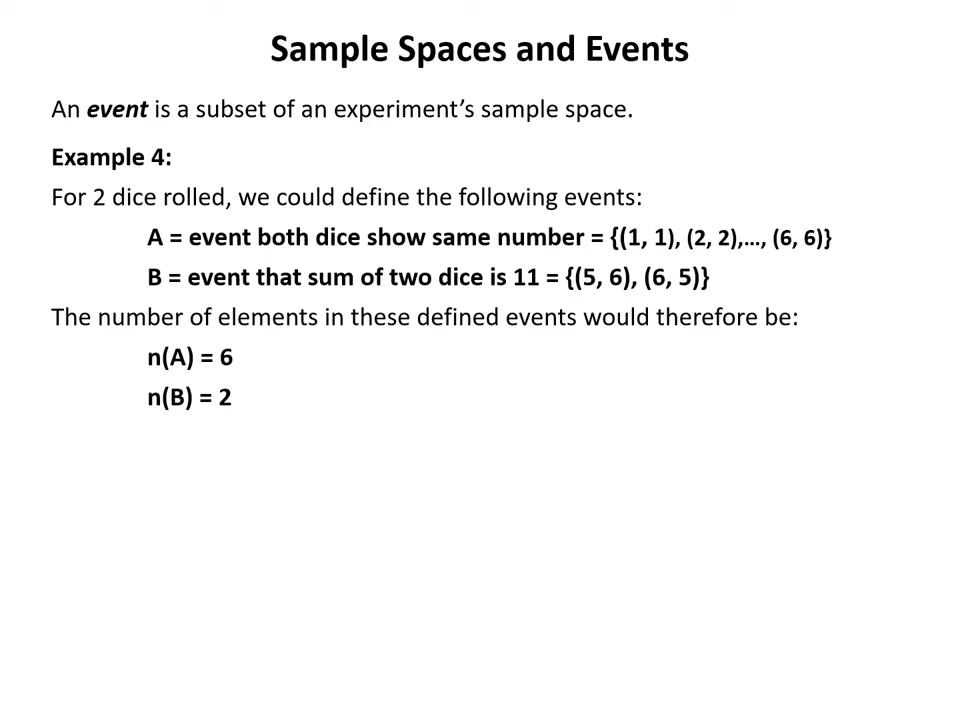 Sample Spaces and Events
An event is a subset of an experiment’s sample space.
Example 4:
For 2 dice rolled, we could define the following events:
A = event both dice show same number = {(1, 1), (2, 2),…, (6, 6)}
B = event that sum of two dice is 11 = {(5, 6), (6, 5)}
The number of elements in these defined events would therefore be:
n(A) = 6
n(B) = 2